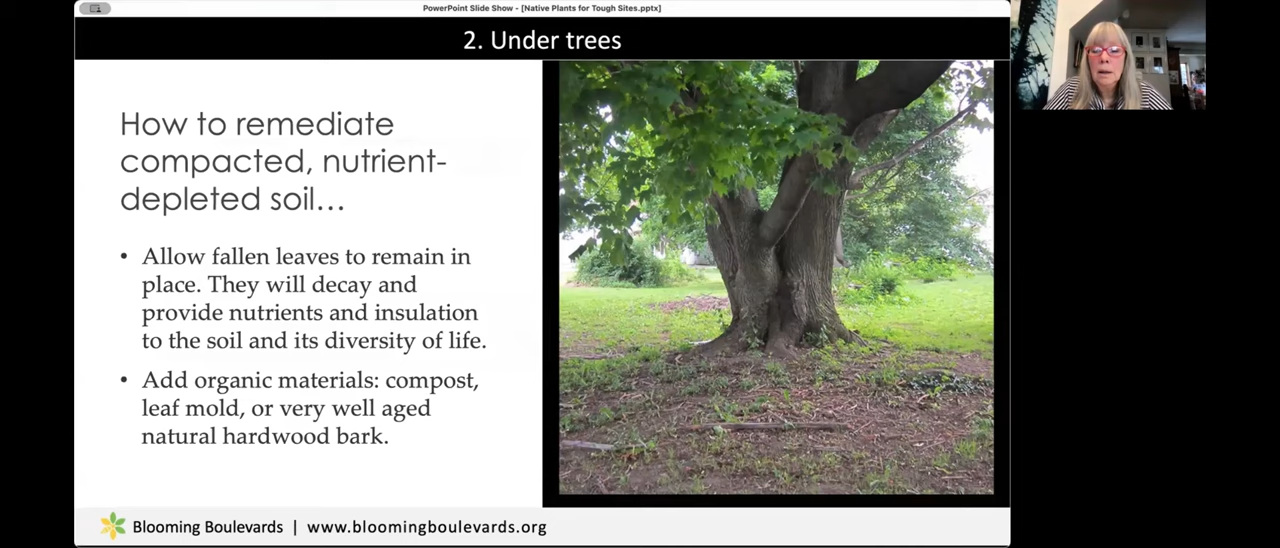 PowerPoint Slide Show - [Native Plants for Tough Sites.pptx]
2. Under trees
How to remediate
compacted, nutrient-
depleted soil…
• Allow fallen leaves to remain in
place. They will decay and
provide nutrients and insulation
to the soil and its diversity of life.
• Add organic materials: compost,
leaf mold, or very well aged
natural hardwood bark.
Blooming Boulevards | www.bloomingboulevards.org